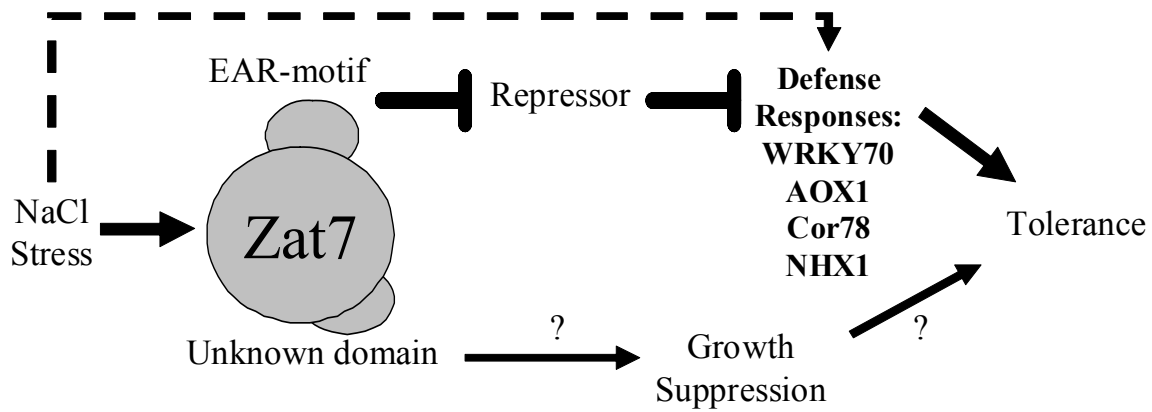 EAR-motif
Repressor
Defense
Responses:
WRKY70
AOX1
Cor78
NHX1
NaCl
Stress
Zat7
Tolerance
Unknown domain
?
Growth
Suppression
?